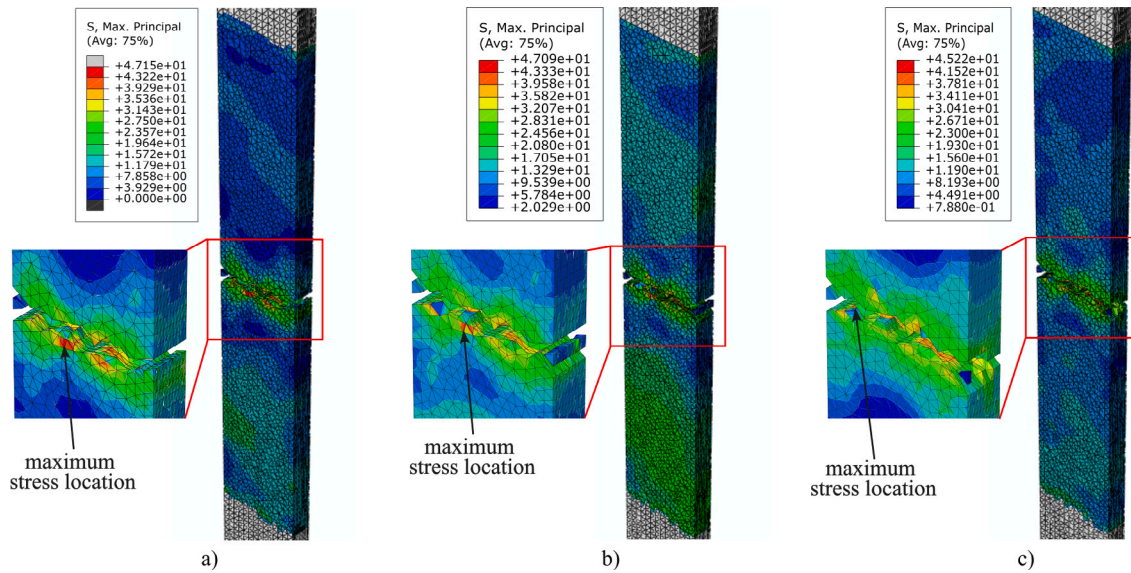 S, Max. Principal
(Avg: 75%)
+4.715e+01
+4.322e+01
+3.929e+01
+3.536e+01
+3.143e+01
+2.750e+01
+2.357e+01
+1.964e+01
+1.572e+01
+1.179e+01
+7.858e+00
+3.929e+00
+0.000e+00
maximum
stress location
a)
S, Max. Principal
(Avg: 75%)
+4.709e+01
+4.333e+01
+3.958e+01
+3.582e+01
+3.207e+01
+2.831e+01
+2.456e+01
+2.080e+01
+1.705e+01
+1.329e+01
+9.539e+00
+5.784e+00
+2.029e+00
maximum
stress location
b)
S, Max. Principal
(Avg: 75%)
+4.522e+01
+4.152e+01
+3.781e+01
+3.411e+01
+3.041e+01
+2.671e+01
+2.300e+01
+1.930e+01
+1.560e+01
+1.190e+01
+8.193e+00
+4.491e+00
+7.880e-01
maximum
stress location
c)